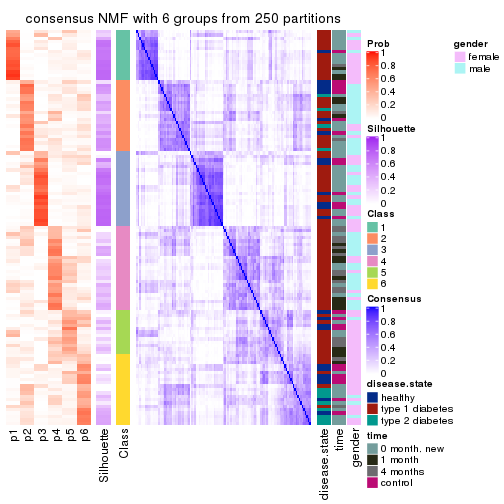 consensus NMF with 6 groups from 250 partitions
Prob
1
0.8
0.6
0.4
0.2
0
gender
female
male
Silhouette
1
0.8
0.6
0.4
0.2
0
Class
1
2
3
4
5
6
Consensus
1
0.8
0.6
0.4
0.2
0
disease.state
healthy
type 1 diabetes
type 2 diabetes
time
0 month. new
1 month
4 months
control
p1
p2
p3
p4
p5
p6
Silhouette
Class
disease.state
time
gender